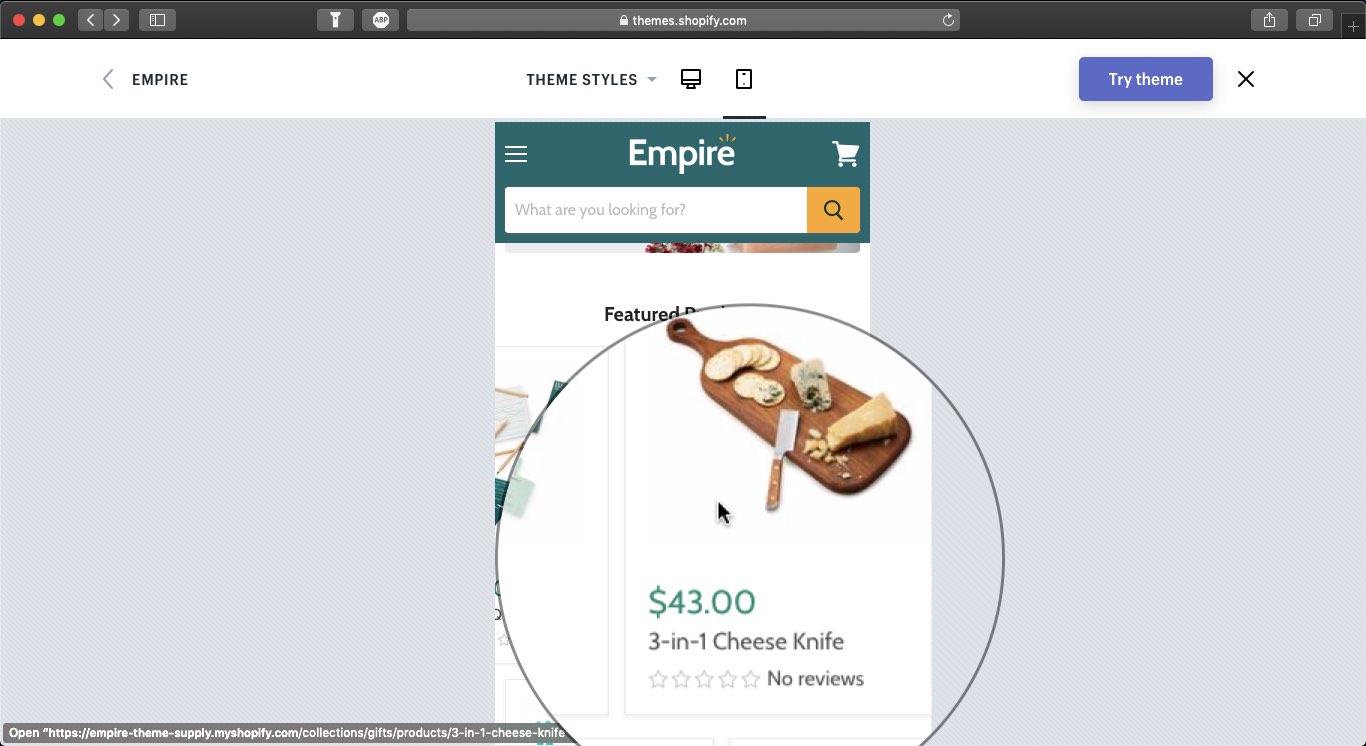 ABP
themes.shopify.com
EMPIRE
THEME STYLES
Try theme
Empire
What are you looking for?
Featured
$43.00
3-in-1 Cheese Knife
No reviews
Open "https://empire-theme-supply.myshopify.com/collections/gifts/products/3-in-1-cheese-knife